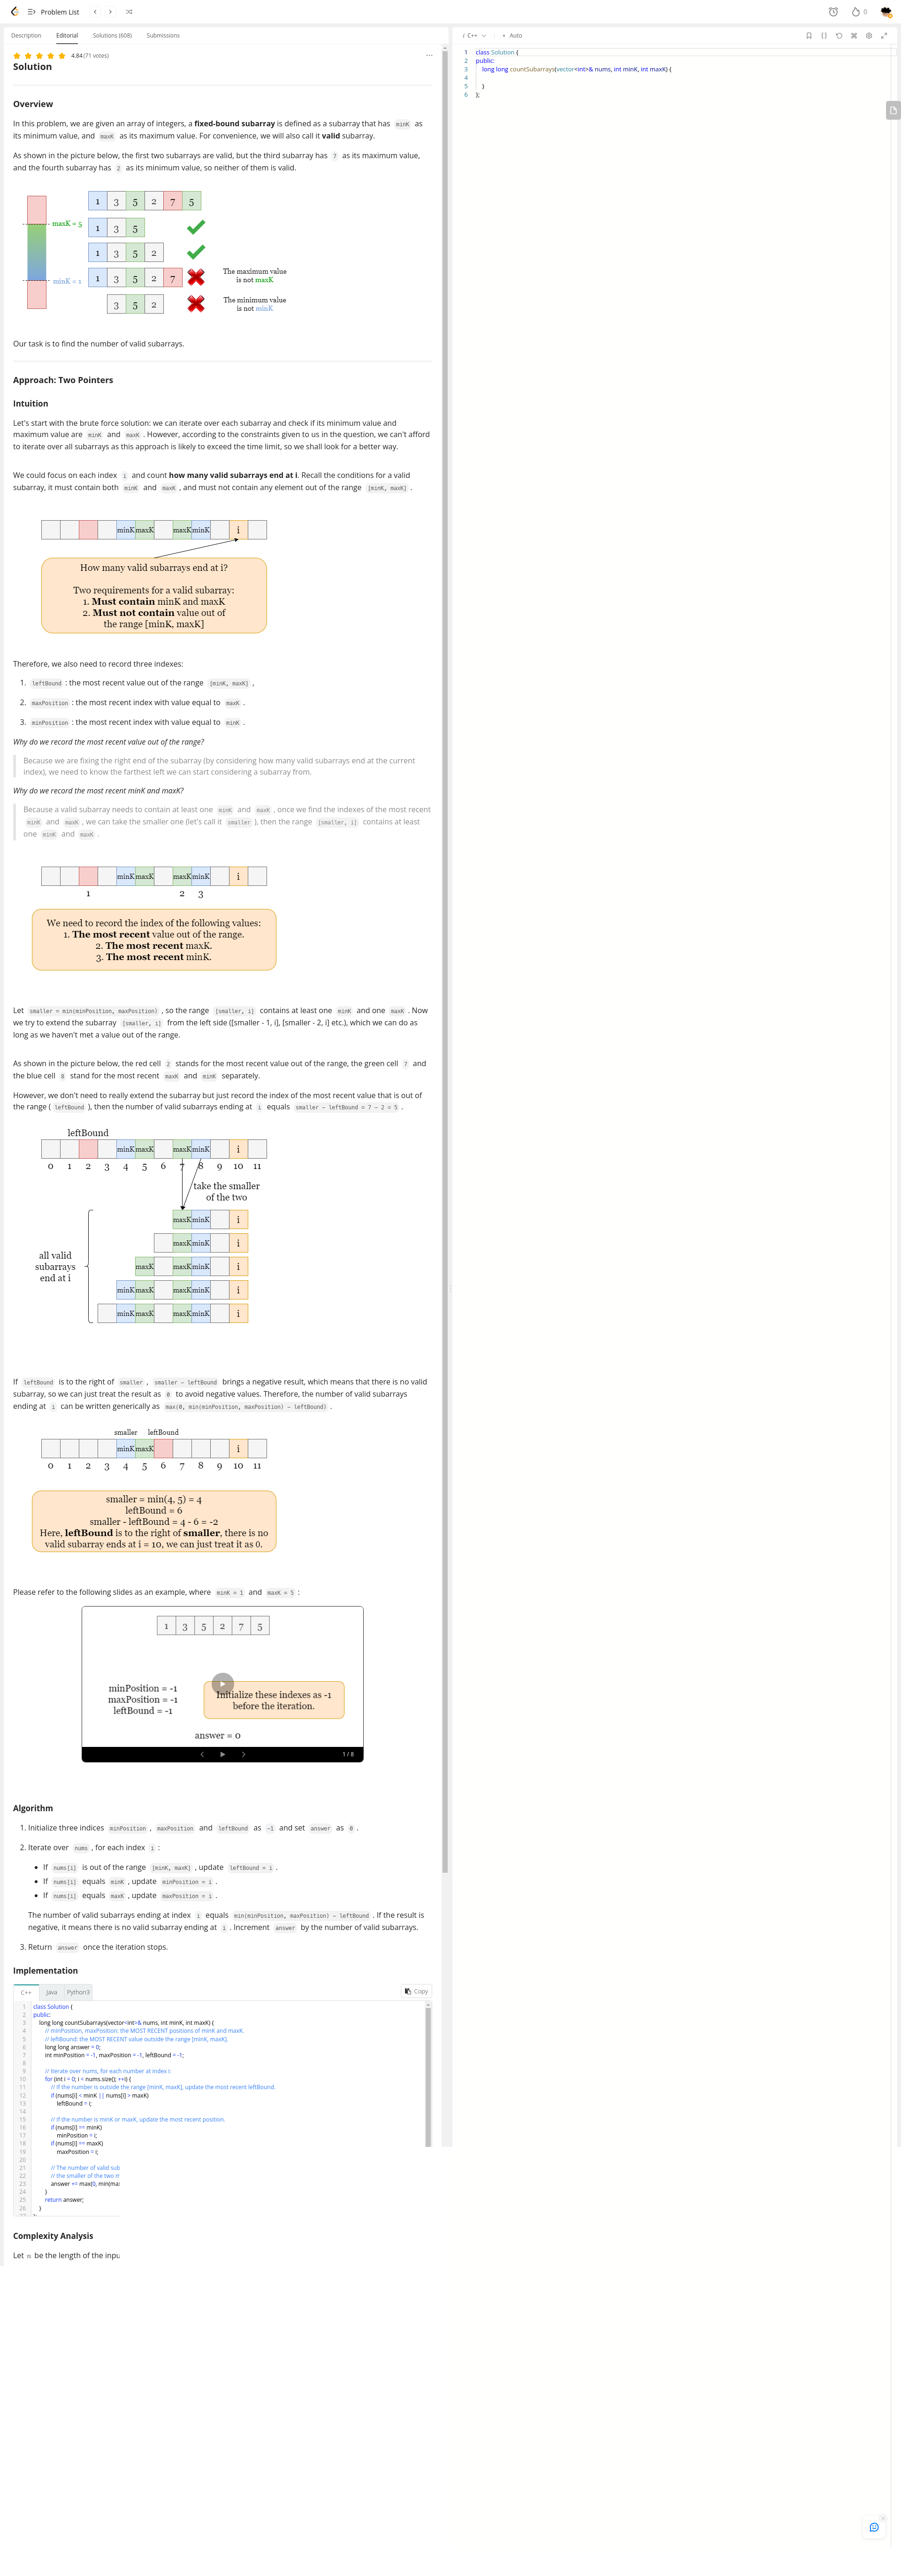 Problem List
0
Description
Editorial
Solutions (608)
Submissions
4.84 (71 votes)
Solution
Overview
In this problem, we are given an array of integers, a fixed-bound subarray is defined as a subarray that has minK as
its minimum value, and maxK as its maximum value. For convenience, we will also call it valid subarray.
As shown in the picture below, the first two subarrays are valid, but the third subarray has 7 as its maximum value,
and the fourth subarray has 2 as its minimum value, so neither of them is valid.
1 3 5 2 7 5
maxK = 5
1 3 5
1 3 5 2
minK = 1
1 3 5 2 7
The maximum value
is not maxK
3 5 2
The minimum value
is not minK
Our task is to find the number of valid subarrays.
Approach: Two Pointers
Intuition
Let's start with the brute force solution: we can iterate over each subarray and check if its minimum value and
maximum value are minK and maxK . However, according to the constraints given to us in the question, we can't afford
to iterate over all subarrays as this approach is likely to exceed the time limit, so we shall look for a better way.
We could focus on each index i and count how many valid subarrays end at i. Recall the conditions for a valid
subarray, it must contain both minK and maxK , and must not contain any element out of the range [minK, maxK] .
minK maxK maxK minK i
How many valid subarrays end at i?
Two requirements for a valid subarray:
1. Must contain minK and maxK
2. Must not contain value out of
the range [minK, maxK]
Therefore, we also need to record three indexes:
1. leftBound : the most recent value out of the range [minK, maxK] ,
2. maxPosition : the most recent index with value equal to maxK .
3. minPosition : the most recent index with value equal to minK .
Why do we record the most recent value out of the range?
Because we are fixing the right end of the subarray (by considering how many valid subarrays end at the current
index), we need to know the farthest left we can start considering a subarray from.
Why do we record the most recent minK and maxK?
Because a valid subarray needs to contain at least one minK and maxK , once we find the indexes of the most recent
minK and maxK , we can take the smaller one (let's call it smaller ), then the range [smaller, i] contains at least
one minK and maxK .
minK maxK maxK minK i
1 2 3
We need to record the index of the following values:
1. The most recent value out of the range.
2. The most recent maxK.
3. The most recent minK.
Let smaller = min(minPosition, maxPosition) , so the range [smaller, i] contains at least one minK and one maxK . Now
we try to extend the subarray [smaller, i] from the left side ([smaller - 1, i], [smaller - 2, i] etc.), which we can do as
long as we haven't met a value out of the range.
As shown in the picture below, the red cell 2 stands for the most recent value out of the range, the green cell 7 and
the blue cell 8 stand for the most recent maxK and minK separately.
However, we don't need to really extend the subarray but just record the index of the most recent value that is out of
the range ( leftBound ), then the number of valid subarrays ending at i equals smaller - leftBound = 7 - 2 = 5 .
leftBound
minK maxK maxK minK i
0 1 2 3 4 5 6 7 8 9 10 11
take the smaller
of the two
maxK minK i
maxK minK i
all valid
subarrays
end at i
maxK maxK minK i
minK maxK maxK minK i
minK maxK maxK minK i
If leftBound is to the right of smaller , smaller - leftBound brings a negative result, which means that there is no valid
subarray, so we can just treat the result as 0 to avoid negative values. Therefore, the number of valid subarrays
ending at i can be written generically as max(0, min(minPosition, maxPosition) - leftBound) .
smaller leftBound
minK maxK i
0 1 2 3 4 5 6 7 8 9 10 11
smaller = min(4, 5) = 4
leftBound = 6
smaller - leftBound = 4 - 6 = -2
Here, leftBound is to the right of smaller, there is no
valid subarray ends at i = 10, we can just treat it as 0.
Please refer to the following slides as an example, where minK = 1 and maxK = 5 :
1 3 5 2 7 5
minPosition = -1
maxPosition = -1
leftBound = -1
Initialize these indexes as -1
before the iteration.
answer = 0
1 / 8
Algorithm
1. Initialize three indices minPosition , maxPosition and leftBound as -1 and set answer as 0 .
2. Iterate over nums , for each index i :
• If nums[i] is out of the range [minK, maxK] , update leftBound = i .
• If nums[i] equals minK , update minPosition = i .
• If nums[i] equals maxK , update maxPosition = i .
The number of valid subarrays ending at index i equals min(minPosition, maxPosition) - leftBound . If the result is
negative, it means there is no valid subarray ending at i . Increment answer by the number of valid subarrays.
3. Return answer once the iteration stops.
Implementation
C++
Java
Python3
Copy
1 class Solution {
2 public:
3 long long countSubarrays(vector<int>& nums, int minK, int maxK) {
4 // minPosition, maxPosition: the MOST RECENT positions of minK and maxK.
5 // leftBound: the MOST RECENT value outside the range [minK, maxK].
6 long long answer = 0;
7 int minPosition = -1, maxPosition = -1, leftBound = -1;
8
9 // Iterate over nums, for each number at index i:
10 for (int i = 0; i < nums.size(); ++i) {
11 // If the number is outside the range [minK, maxK], update the most recent leftBound.
12 if (nums[i] < minK || nums[i] > maxK)
13 leftBound = i;
14
15 // If the number is minK or maxK, update the most recent position.
16 if (nums[i] == minK)
17 minPosition = i;
18 if (nums[i] == maxK)
19 maxPosition = i;
20
21 // The number of valid sub
22 // the smaller of the two m
23 answer += max(0, min(max
24 }
25 return answer;
26 }
Complexity Analysis
Let n be the length of the inpu
C++
Auto
1 class Solution {
2 public:
3 long long countSubarrays(vector<int>& nums, int minK, int maxK) {
4
5 }
6 };